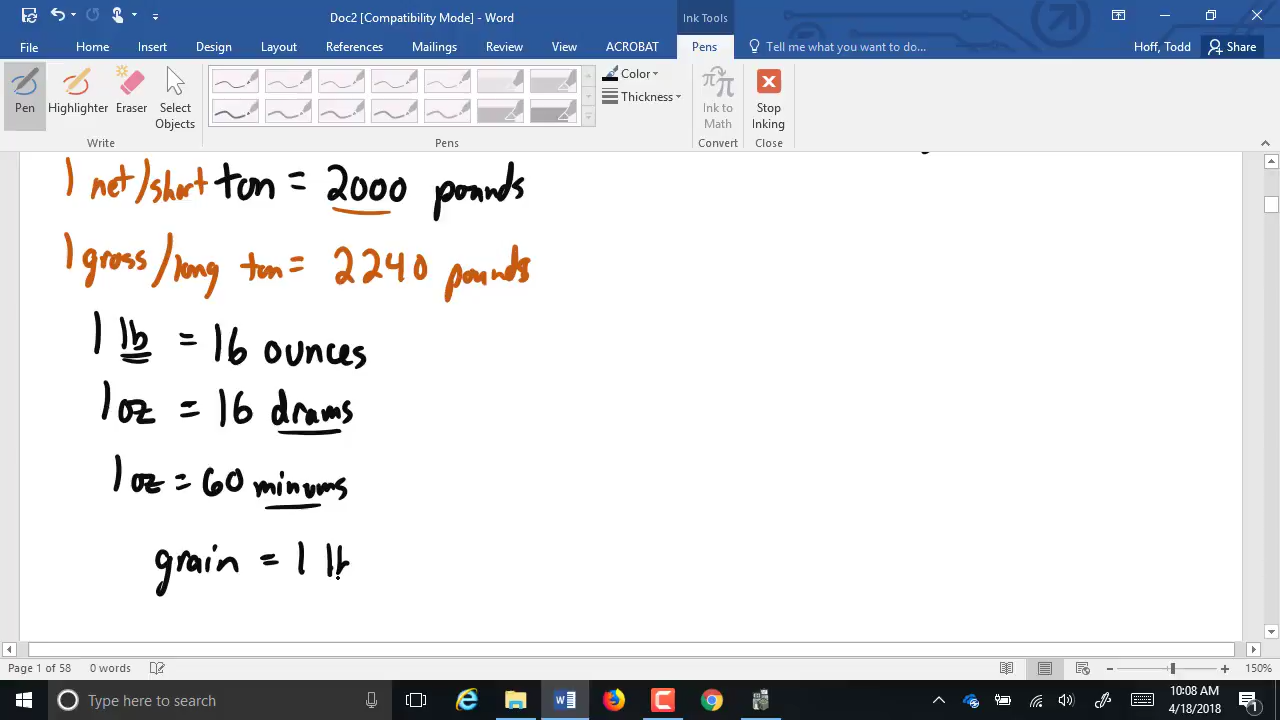 Doc2 [Compatibility Mode] - Word
Ink Tools
File Home Insert Design Layout References Mailings Review View ACROBAT Pens Tell me what you want to do... Hoff, Todd Share
Pen Highlighter Eraser Select Objects
Color
Thickness
Ink to Math
Stop Inking
Write Pens Convert Close
1 net/short ton = 2000 pounds
1 gross/long ton = 2240 pounds
1 lb = 16 ounces
1 oz = 16 drams
1 oz = 60 minums
grain = 1 lb
Page 1 of 58 0 words 150%
Type here to search
10:08 AM
4/18/2018